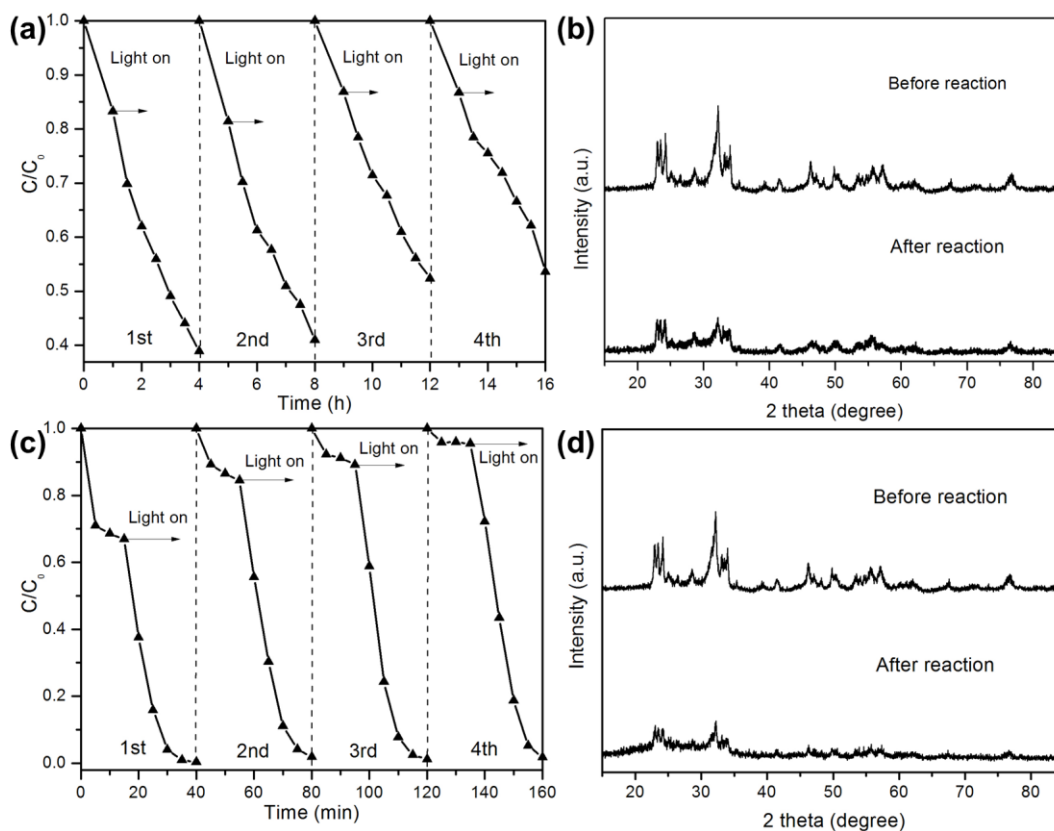 (a)
1.0
0.9
0.8
0.7
0.6
0.5
0.4
C/C₀
Light on
Light on
Light on
Light on
1st
2nd
3rd
4th
0 2 4 6 8 10 12 14 16
Time (h)
(b)
Before reaction
After reaction
Intensity (a.u.)
20 30 40 50 60 70 80
2 theta (degree)
(c)
1.0
0.8
0.6
0.4
0.2
0.0
C/C₀
Light on
Light on
Light on
Light on
1st
2nd
3rd
4th
0 20 40 60 80 100 120 140 160
Time (min)
(d)
Before reaction
After reaction
Intensity (a.u.)
20 30 40 50 60 70 80
2 theta (degree)